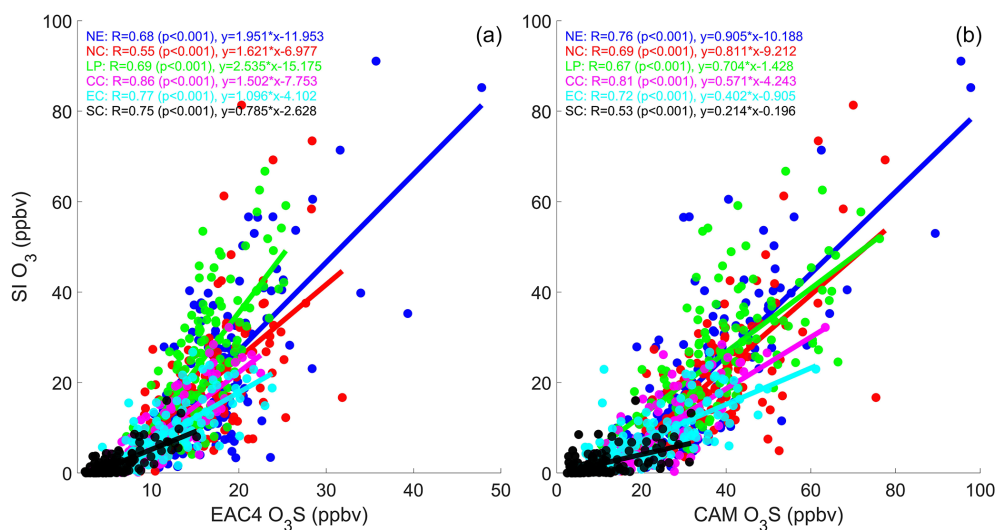 (a)
NE: R=0.68 (p<0.001), y=1.951*x-11.953
NC: R=0.55 (p<0.001), y=1.621*x-6.977
LP: R=0.69 (p<0.001), y=2.535*x-15.175
CC: R=0.86 (p<0.001), y=1.502*x-7.753
EC: R=0.77 (p<0.001), y=1.096*x-4.102
SC: R=0.75 (p<0.001), y=0.785*x-2.628
100
80
60
40
20
0
SI O3 (ppbv)
10 20 30 40 50
EAC4 O3S (ppbv)
(b)
NE: R=0.76 (p<0.001), y=0.905*x-10.188
NC: R=0.69 (p<0.001), y=0.811*x-9.212
LP: R=0.67 (p<0.001), y=0.704*x-1.428
CC: R=0.81 (p<0.001), y=0.571*x-4.243
EC: R=0.72 (p<0.001), y=0.402*x-0.905
SC: R=0.53 (p<0.001), y=0.214*x-0.196
100
80
60
40
20
0
0 20 40 60 80 100
CAM O3S (ppbv)